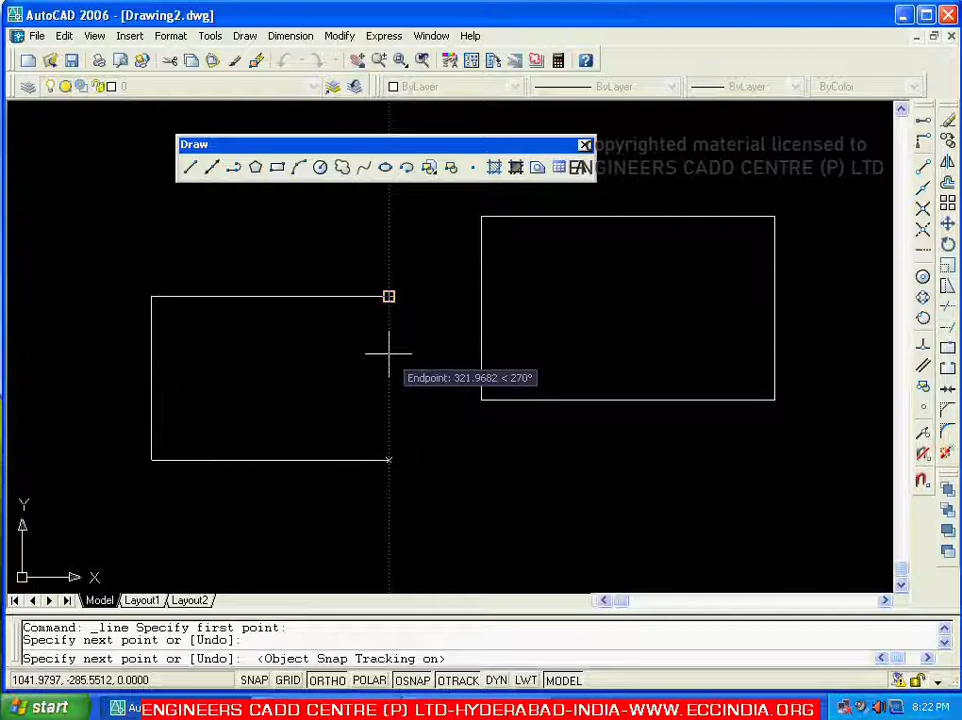 AutoCAD 2006 - [Drawing2.dwg]
File Edit View Insert Format Tools Draw Dimension Modify Express Window Help
0 ByLayer ByLayer ByLayer ByColor
Draw
opyrighted material licensed to
ENGINEERS CADD CENTRE (P) LTD
Endpoint: 321.9682 < 270°
Y
X
Model Layout1 Layout2
Command: _line Specify first point:
Specify next point or [Undo]:
Specify next point or [Undo]: <Object Snap Tracking on>
1041.9797, -285.5512, 0.0000 SNAP GRID ORTHO POLAR OSNAP OTRACK DYN LWT MODEL
start Au ENGINEERS CADD CENTRE (P) LTD-HYDERABAD-INDIA-WWW.ECCINDIA.ORG 8:22 PM